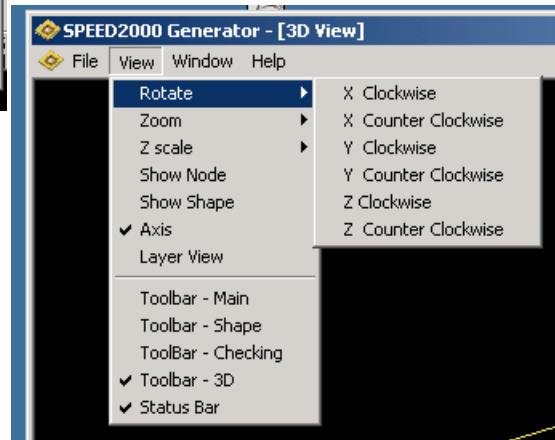 SPEED2000 Generator - [3D View]
File View Window Help
Rotate
Zoom
Z scale
Show Node
Show Shape
Axis
Layer View
Toolbar - Main
Toolbar - Shape
ToolBar - Checking
Toolbar - 3D
Status Bar
X Clockwise
X Counter Clockwise
Y Clockwise
Y Counter Clockwise
Z Clockwise
Z Counter Clockwise